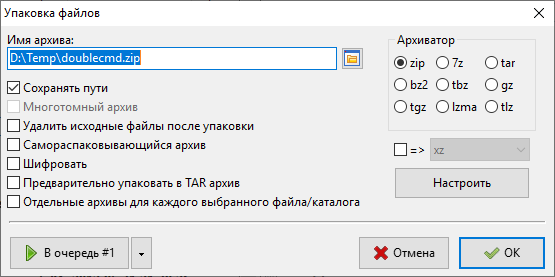 Упаковка файлов
Имя архива:
D:\Temp\doublecmd.zip
Сохранять пути
Многотомный архив
Удалить исходные файлы после упаковки
Самораспаковывающийся архив
Шифровать
Предварительно упаковать в TAR архив
Отдельные архивы для каждого выбранного файла/каталога
Архиватор
zip 7z tar
bz2 tbz gz
tgz lzma tlz
=> xz
Настроить
В очередь #1
Отмена
OK